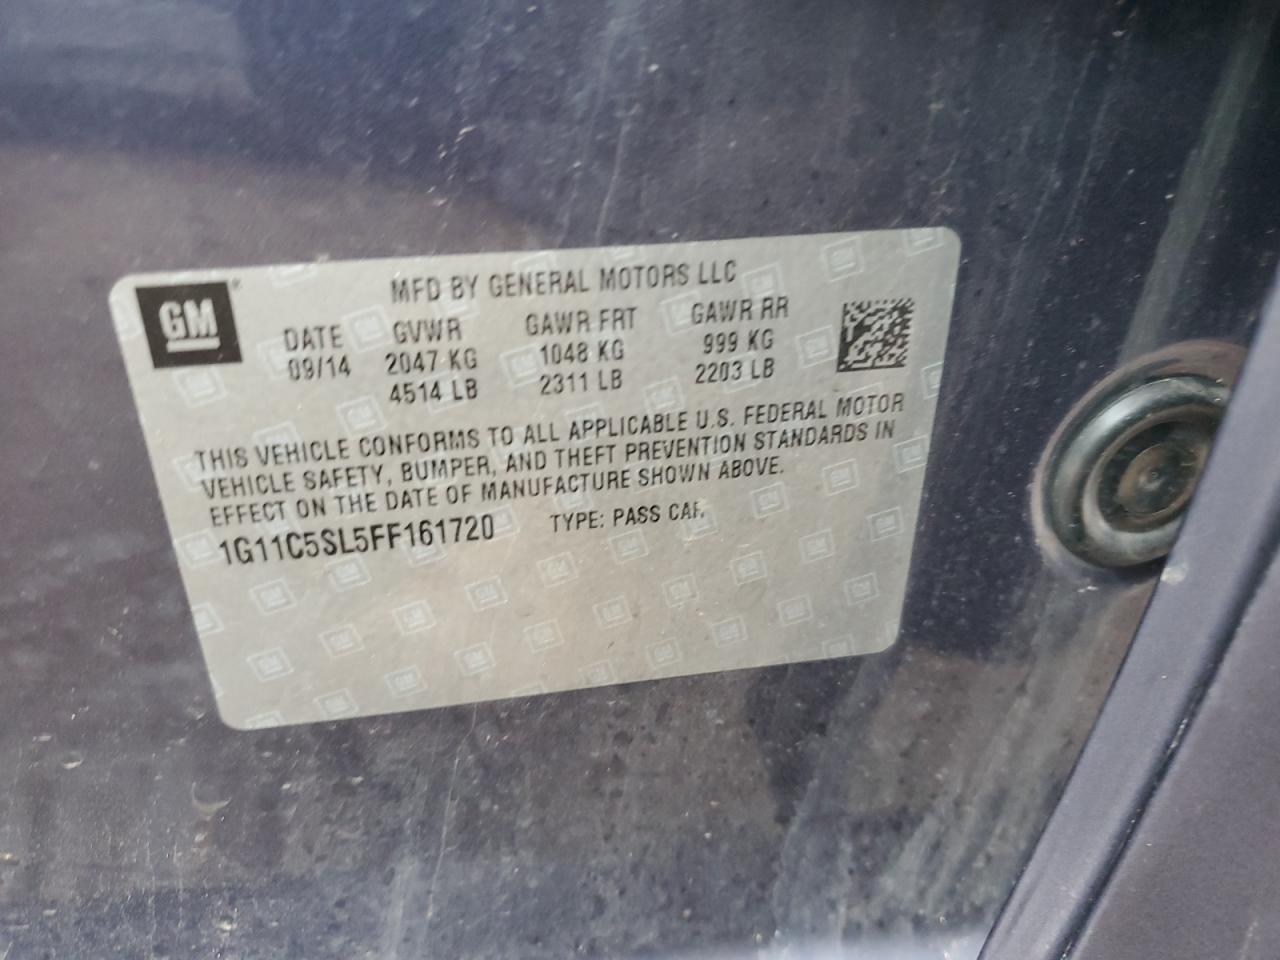 GM
MFD BY GENERAL MOTORS LLC
DATE GVWR GAWR FRT GAWR RR
09/14 2047 KG 1048 KG 999 KG
4514 LB 2311 LB 2203 LB
THIS VEHICLE CONFORMS TO ALL APPLICABLE U.S. FEDERAL MOTOR
VEHICLE SAFETY, BUMPER, AND THEFT PREVENTION STANDARDS IN
EFFECT ON THE DATE OF MANUFACTURE SHOWN ABOVE.
1G11C5SL5FF161720 TYPE: PASS CAR